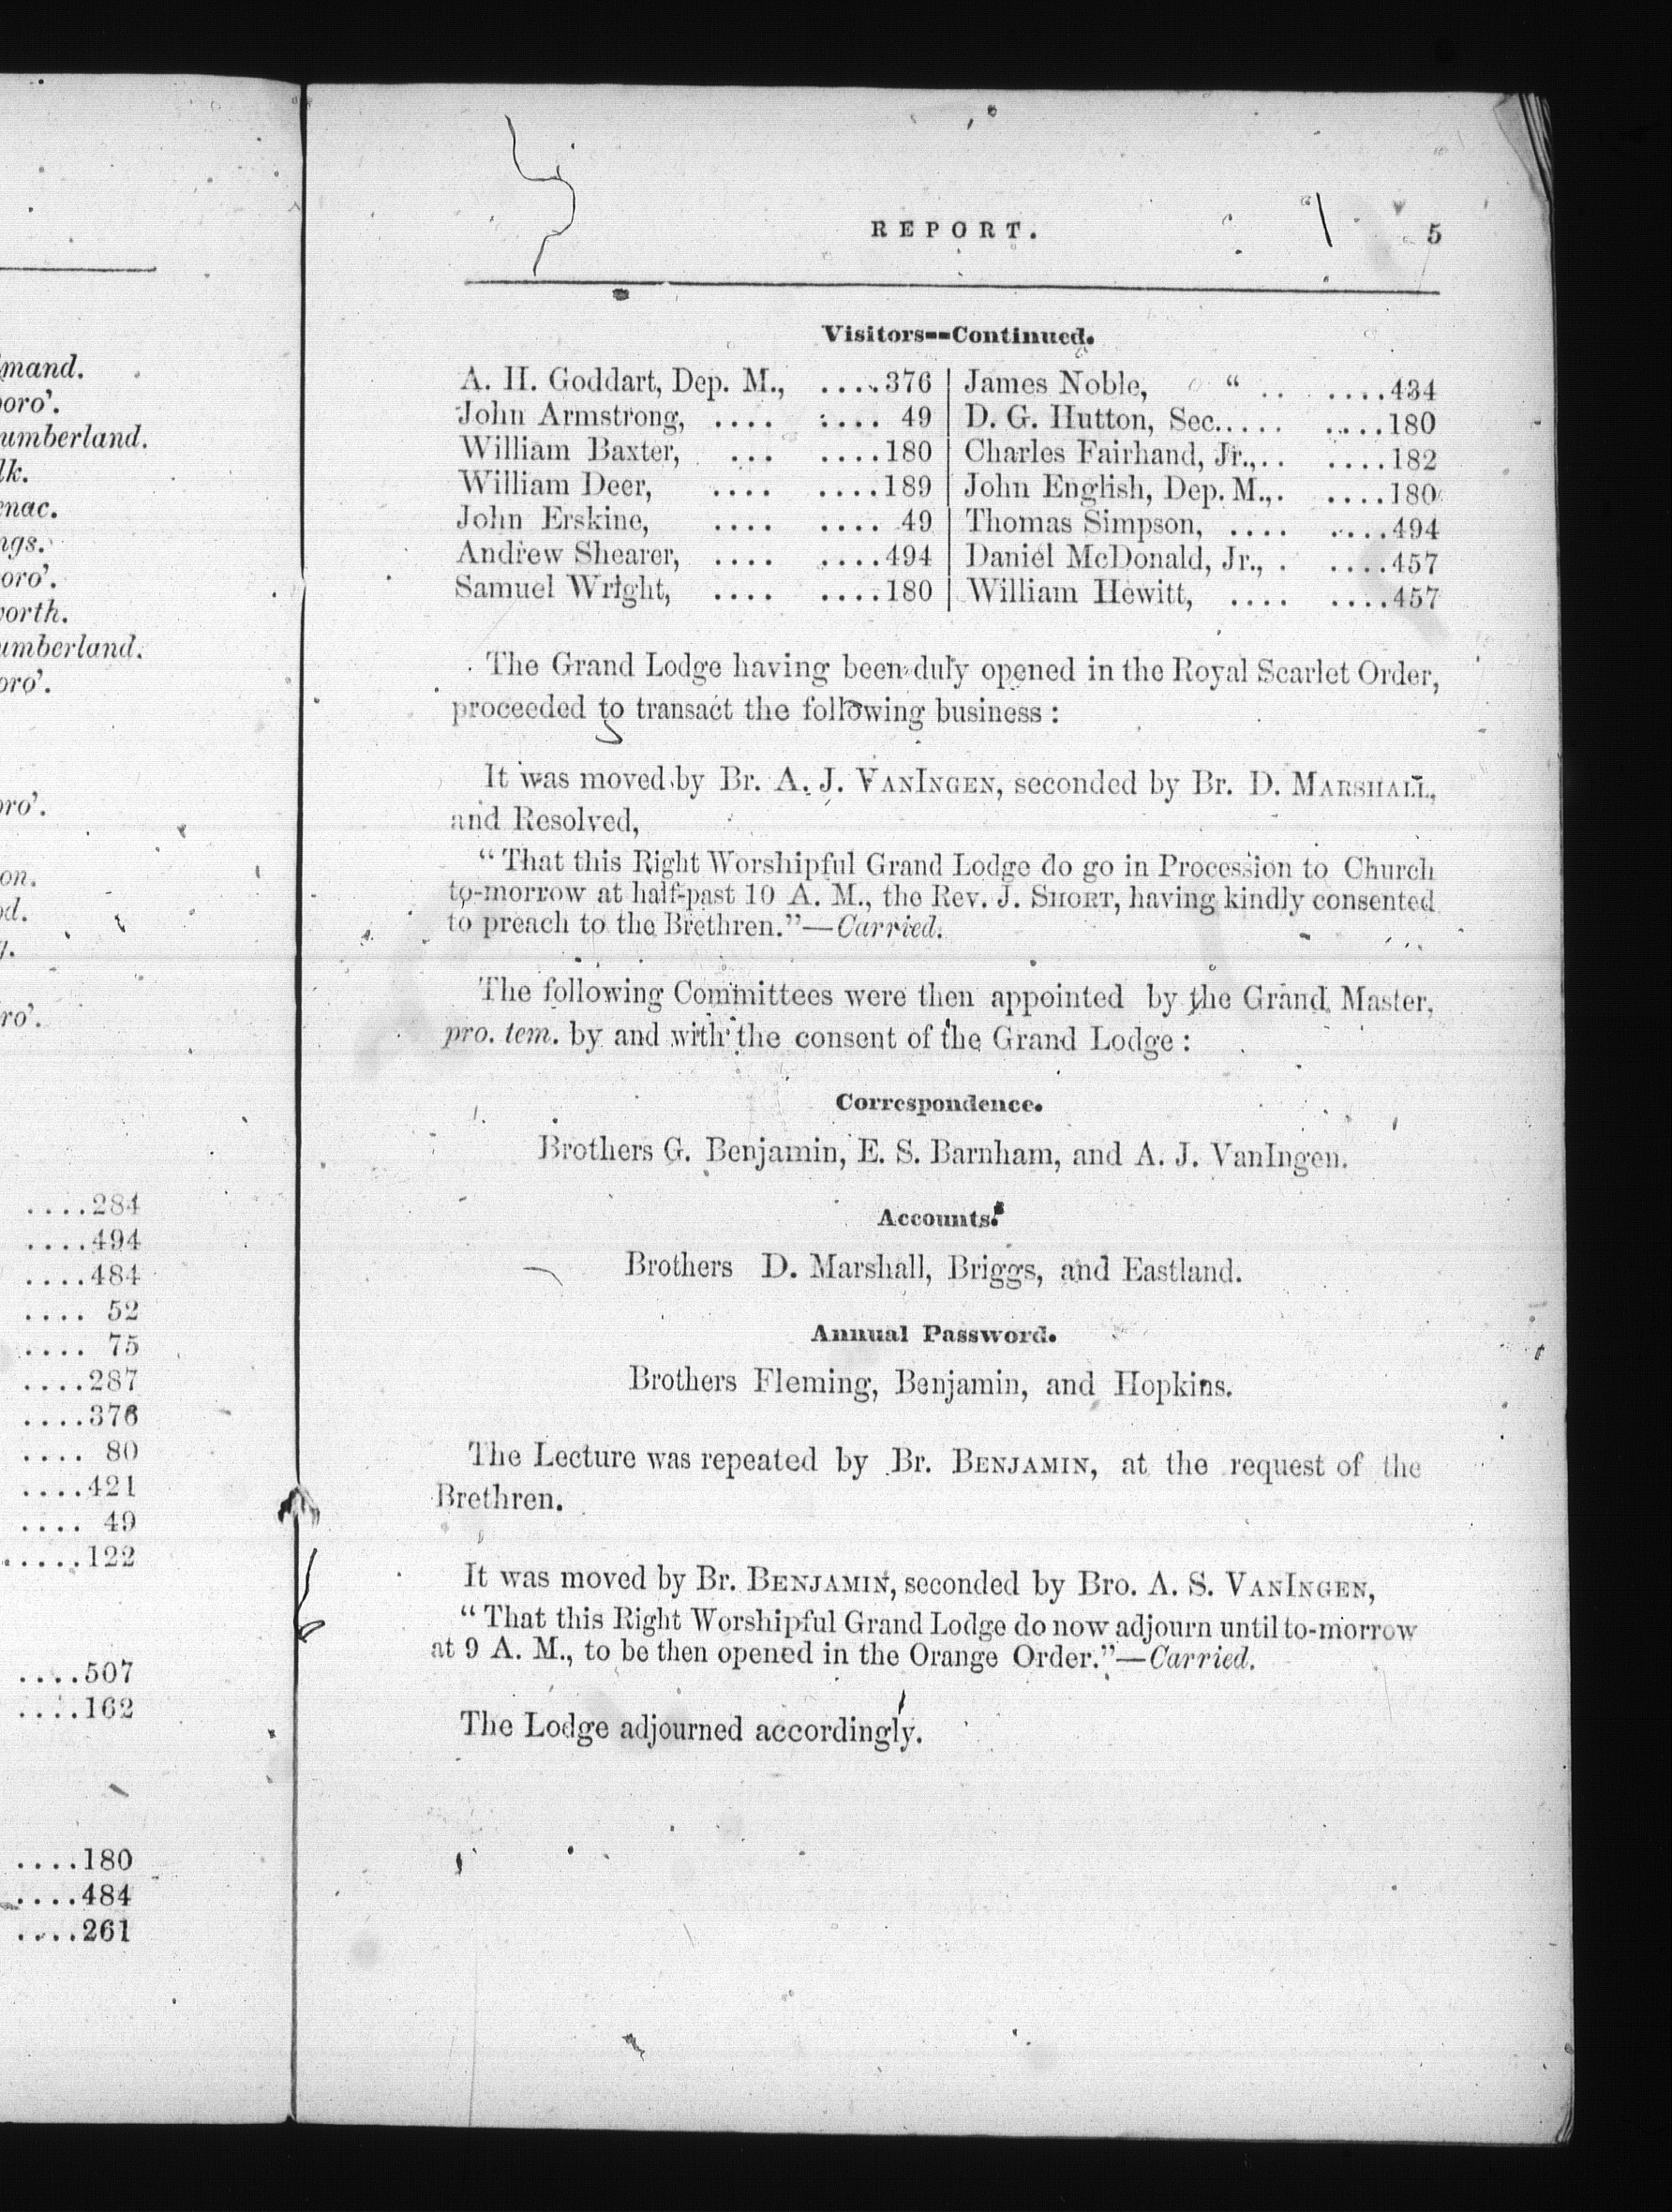 mand.
oro'.
umberland.
lk.
nac.
ngs.
oro'.
orth.
umberland.
oro'.
oro'.
on.
d.
ro'.
....284
....494
....484
.... 52
.... 75
....287
....376
.... 80
....421
.... 49
.....122
....507
....162
....180
....484
....261
REPORT. 5
Visitors--Continued.
A. H. Goddart, Dep. M., ....376 | James Noble, “ .. ....434
John Armstrong, .... .... 49 | D. G. Hutton, Sec..... ....180
William Baxter, ... ....180 | Charles Fairhand, Jr.,.. ....182
William Deer, .... ....189 | John English, Dep. M.,. ....180
John Erskine, .... .... 49 | Thomas Simpson, .... ....494
Andrew Shearer, .... ....494 | Daniel McDonald, Jr., . ....457
Samuel Wright, .... ....180 | William Hewitt, .... ....457
The Grand Lodge having been duly opened in the Royal Scarlet Order,
proceeded to transact the following business :
It was moved by Br. A. J. VANINGEN, seconded by Br. D. MARSHALL,
and Resolved,
“ That this Right Worshipful Grand Lodge do go in Procession to Church
to-morrow at half-past 10 A. M., the Rev. J. SHORT, having kindly consented
to preach to the Brethren.”—Carried.
The following Committees were then appointed by the Grand Master,
pro. tem. by and with the consent of the Grand Lodge :
Correspondence.
Brothers G. Benjamin, E. S. Barnham, and A. J. VanIngen.
Accounts.
Brothers D. Marshall, Briggs, and Eastland.
Annual Password.
Brothers Fleming, Benjamin, and Hopkins.
The Lecture was repeated by Br. BENJAMIN, at the request of the
Brethren.
It was moved by Br. BENJAMIN, seconded by Bro. A. S. VANINGEN,
“ That this Right Worshipful Grand Lodge do now adjourn until to-morrow
at 9 A. M., to be then opened in the Orange Order.”—Carried.
The Lodge adjourned accordingly.